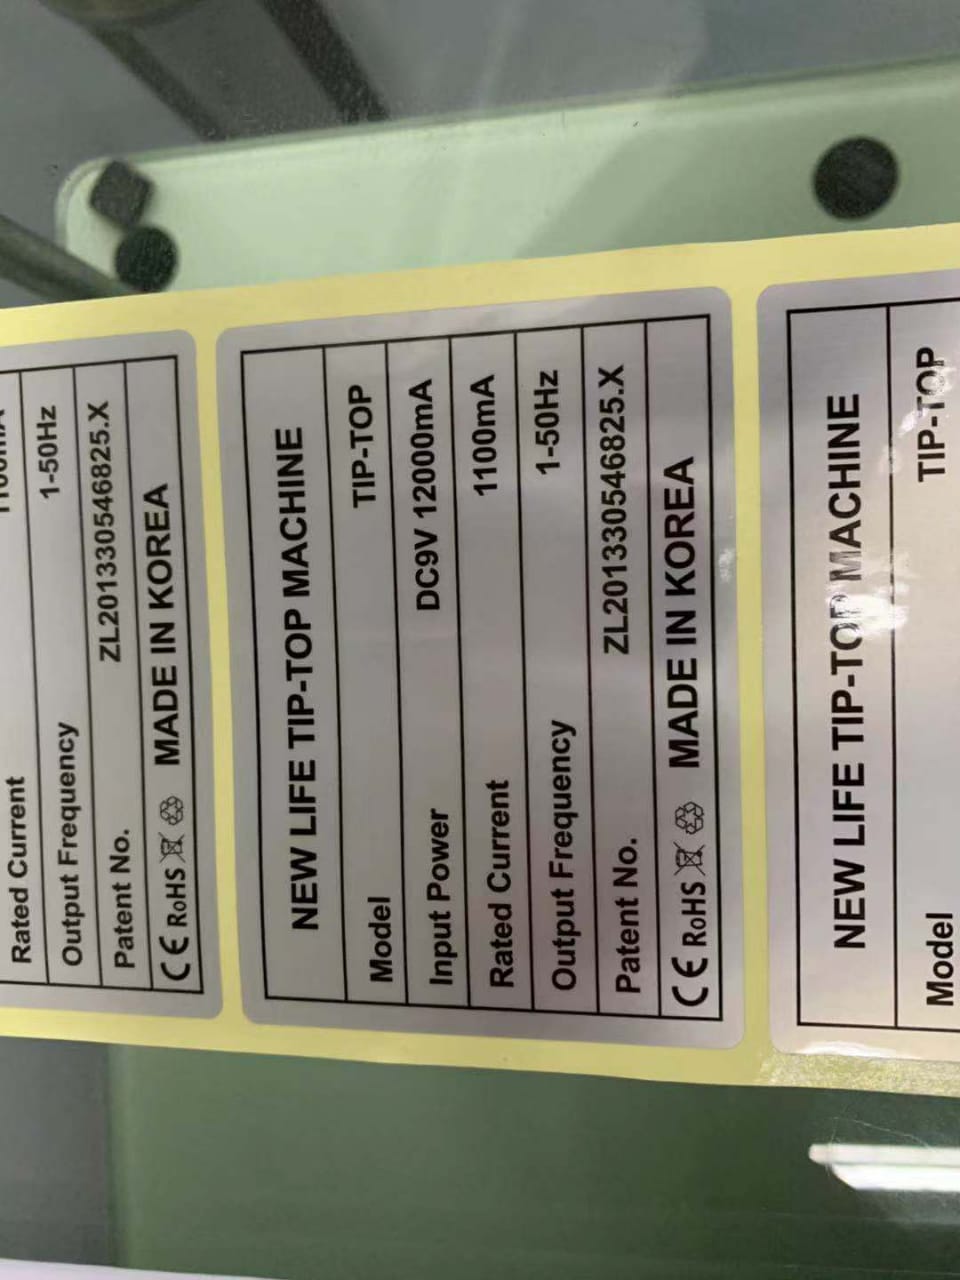 Rated Current 1100mA
Output Frequency 1-50Hz
Patent No. ZL201330546825.X
CE RoHS MADE IN KOREA
NEW LIFE TIP-TOP MACHINE
Model TIP-TOP
Input Power DC9V 12000mA
Rated Current 1100mA
Output Frequency 1-50Hz
Patent No. ZL201330546825.X
CE RoHS MADE IN KOREA
NEW LIFE TIP-TOP MACHINE
Model TIP-TOP